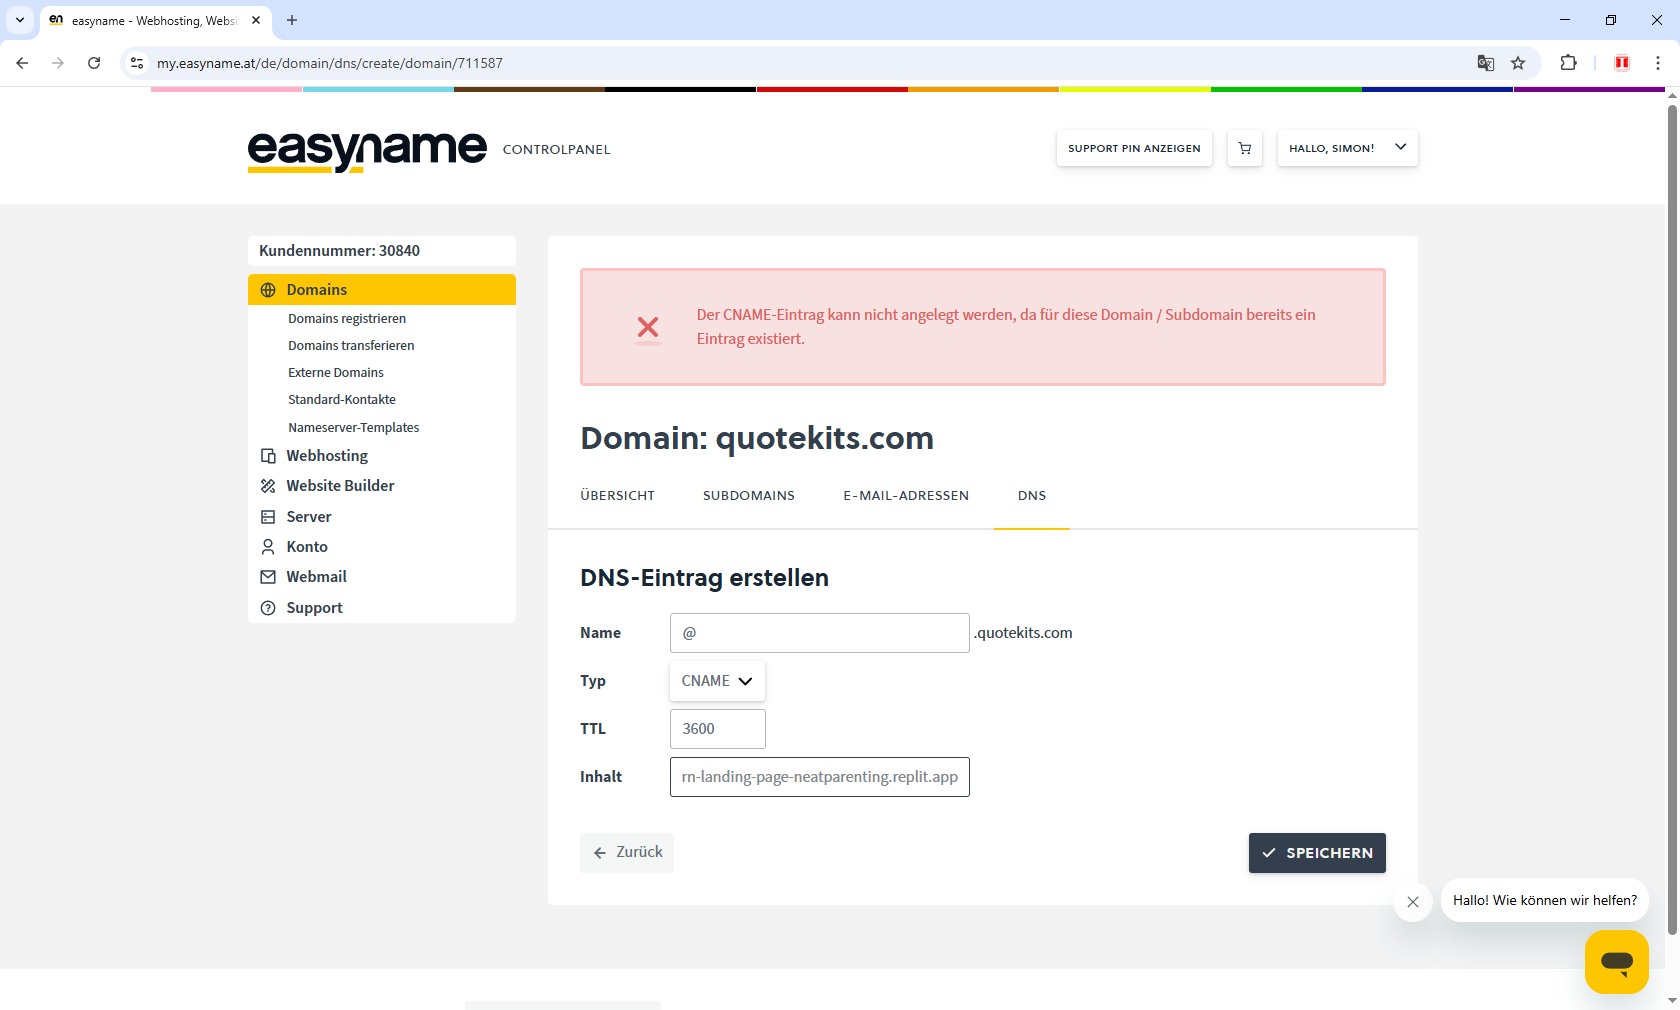 easyname - Webhosting, Websi
my.easyname.at/de/domain/dns/create/domain/711587
easyname CONTROLPANEL
SUPPORT PIN ANZEIGEN
HALLO, SIMON!
Kundennummer: 30840
Domains
Domains registrieren
Domains transferieren
Externe Domains
Standard-Kontakte
Nameserver-Templates
Webhosting
Website Builder
Server
Konto
Webmail
Support
Der CNAME-Eintrag kann nicht angelegt werden, da für diese Domain / Subdomain bereits ein
Eintrag existiert.
Domain: quotekits.com
ÜBERSICHT SUBDOMAINS E-MAIL-ADRESSEN DNS
DNS-Eintrag erstellen
Name @ .quotekits.com
Typ CNAME
TTL 3600
Inhalt rn-landing-page-neatparenting.replit.app
Zurück
SPEICHERN
Hallo! Wie können wir helfen?